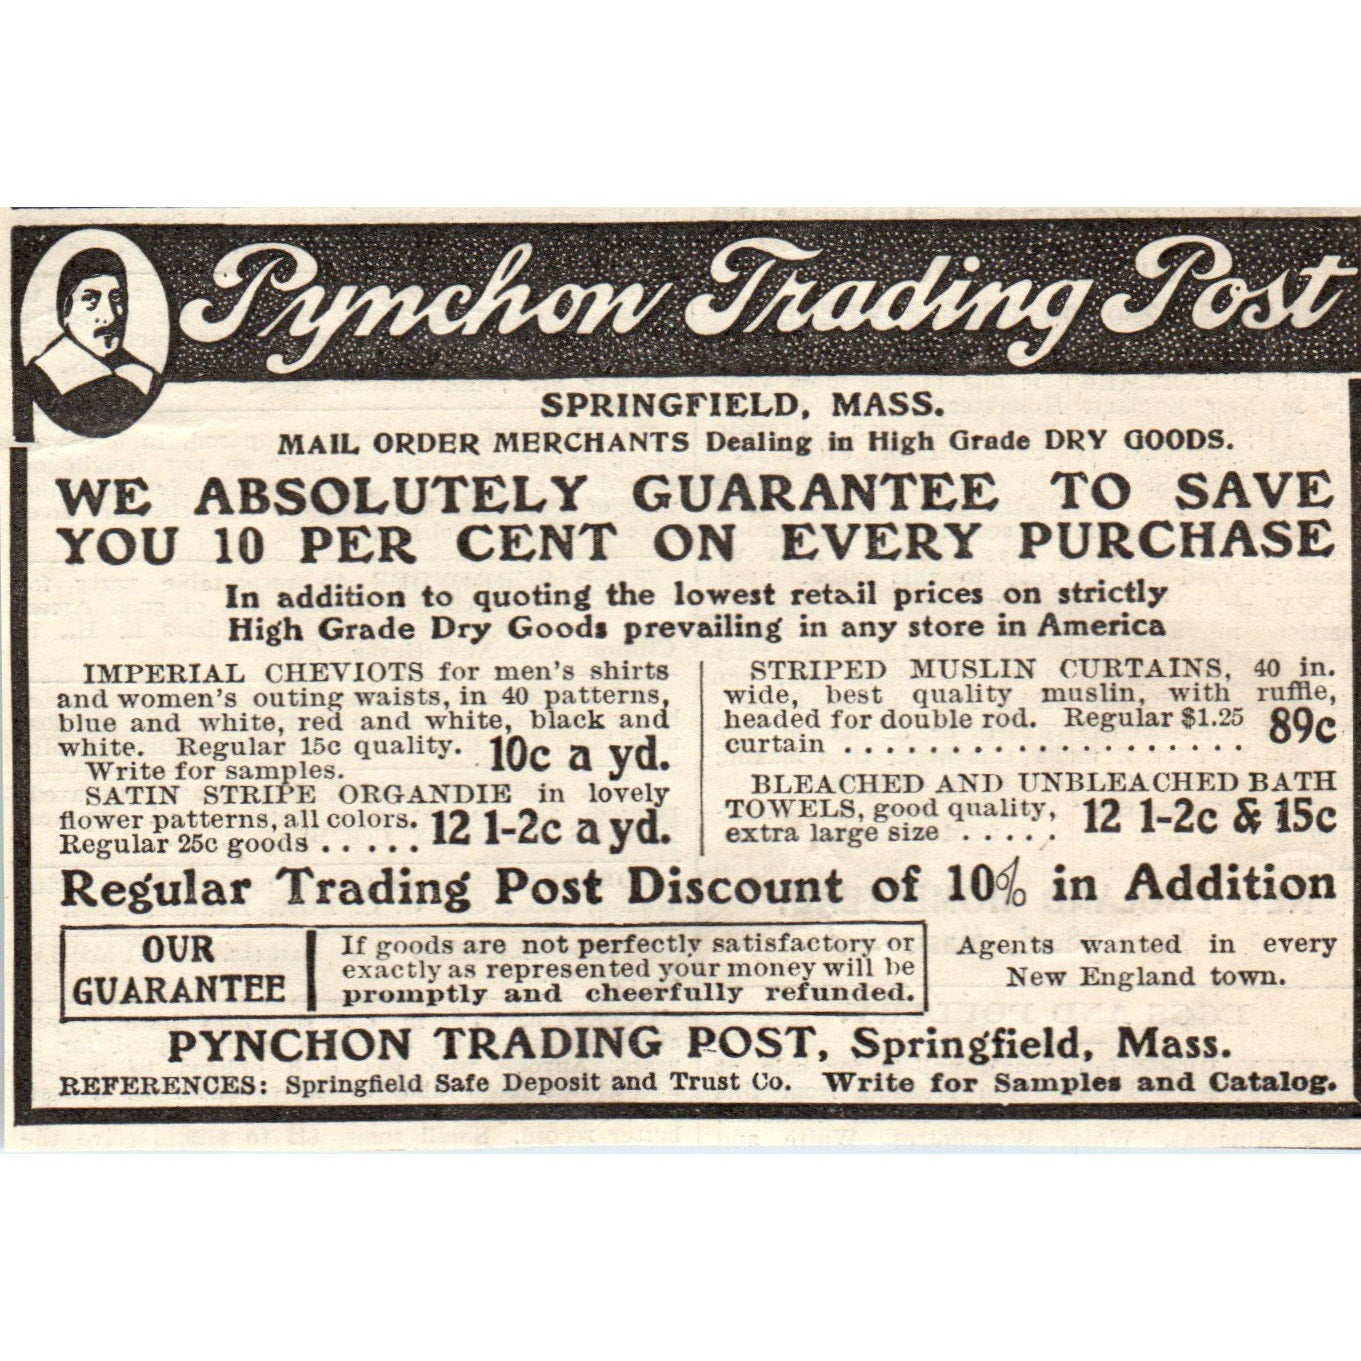 Pynchon Trading Post
SPRINGFIELD, MASS.
MAIL ORDER MERCHANTS Dealing in High Grade DRY GOODS.
WE ABSOLUTELY GUARANTEE TO SAVE
YOU 10 PER CENT ON EVERY PURCHASE
In addition to quoting the lowest retail prices on strictly
High Grade Dry Goods prevailing in any store in America
IMPERIAL CHEVIOTS for men's shirts
and women's outing waists, in 40 patterns,
blue and white, red and white, black and
white. Regular 15c quality. 10c a yd.
Write for samples.
SATIN STRIPE ORGANDIE in lovely
flower patterns, all colors. 12 1-2c a yd.
Regular 25c goods . . . . .
STRIPED MUSLIN CURTAINS, 40 in.
wide, best quality muslin, with ruffle,
headed for double rod. Regular $1.25 89c
curtain . . . . . . . . . . . . . . . . . . .
BLEACHED AND UNBLEACHED BATH
TOWELS, good quality, 12 1-2c & 15c
extra large size . . . . .
Regular Trading Post Discount of 10% in Addition
OUR
GUARANTEE
If goods are not perfectly satisfactory or
exactly as represented your money will be
promptly and cheerfully refunded.
Agents wanted in every
New England town.
PYNCHON TRADING POST, Springfield, Mass.
REFERENCES: Springfield Safe Deposit and Trust Co. Write for Samples and Catalog.